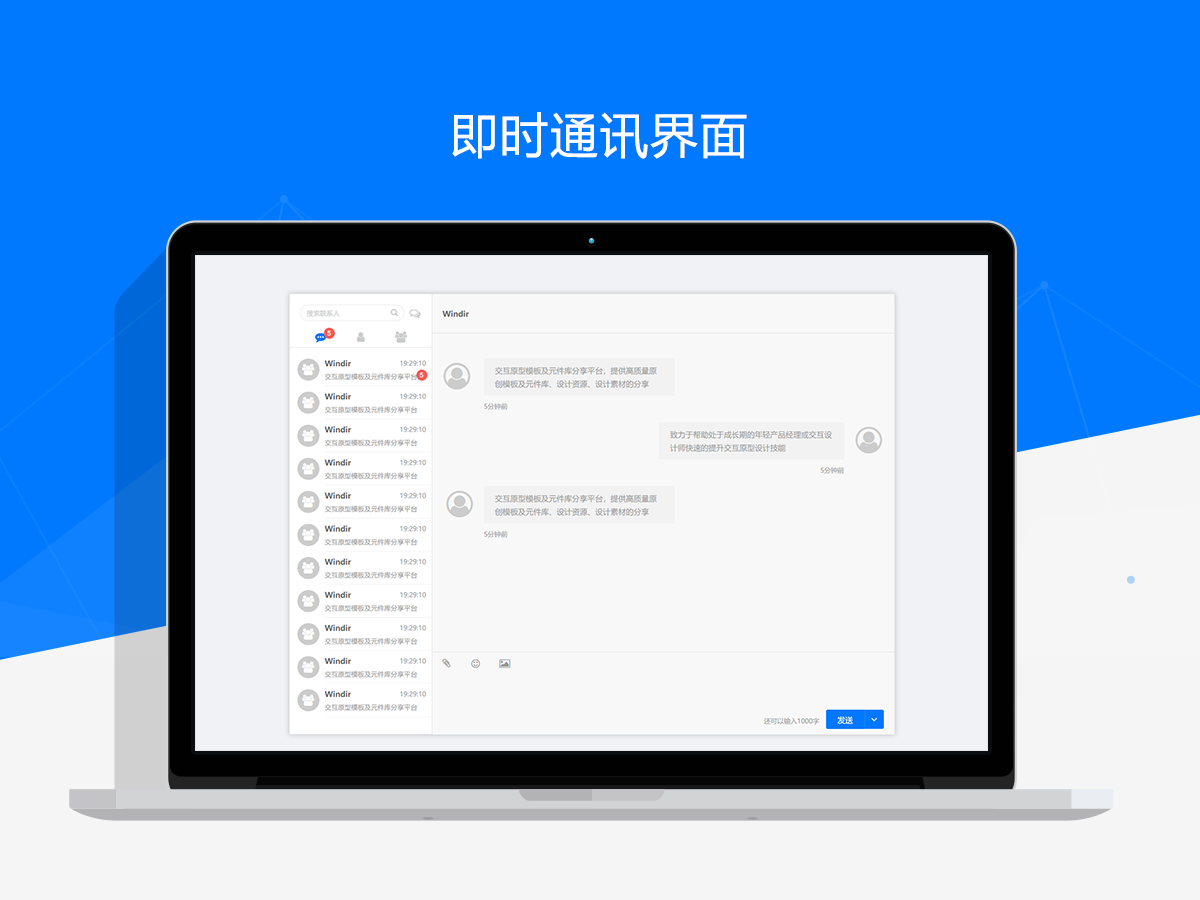 即时通讯界面
搜索联系人
5
Windir 19:29:10
交互原型模板及元件库分享平台 5
Windir 19:29:10
交互原型模板及元件库分享平台
Windir 19:29:10
交互原型模板及元件库分享平台
Windir 19:29:10
交互原型模板及元件库分享平台
Windir 19:29:10
交互原型模板及元件库分享平台
Windir 19:29:10
交互原型模板及元件库分享平台
Windir 19:29:10
交互原型模板及元件库分享平台
Windir 19:29:10
交互原型模板及元件库分享平台
Windir 19:29:10
交互原型模板及元件库分享平台
Windir 19:29:10
交互原型模板及元件库分享平台
Windir 19:29:10
交互原型模板及元件库分享平台
Windir
交互原型模板及元件库分享平台，提供高质量原
创模板及元件库、设计资源、设计素材的分享
5分钟前
致力于帮助处于成长期的年轻产品经理或交互设
计师快速的提升交互原型设计技能
5分钟前
交互原型模板及元件库分享平台，提供高质量原
创模板及元件库、设计资源、设计素材的分享
5分钟前
还可以输入1000字
发送